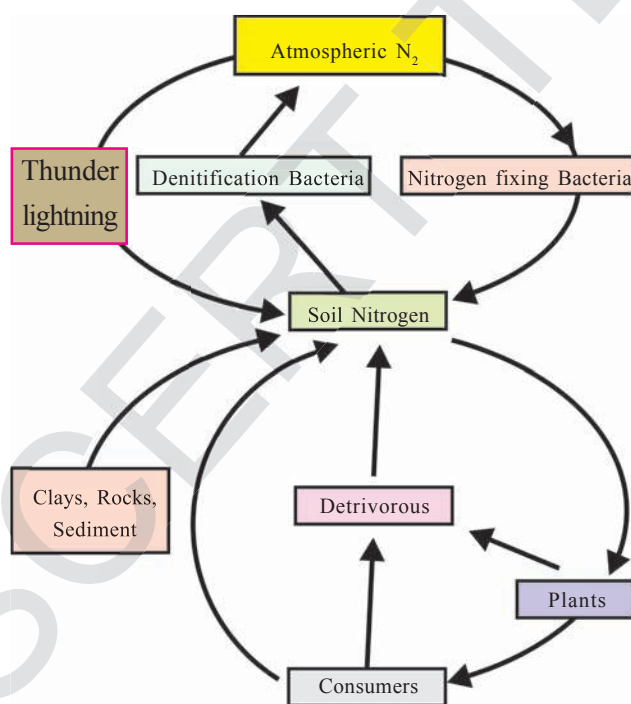 Atmospheric N₂
Thunder
lightning
Denitification Bacteria
Nitrogen fixing Bacteria
Soil Nitrogen
Clays, Rocks,
Sediment
Detrivorous
Plants
Consumers